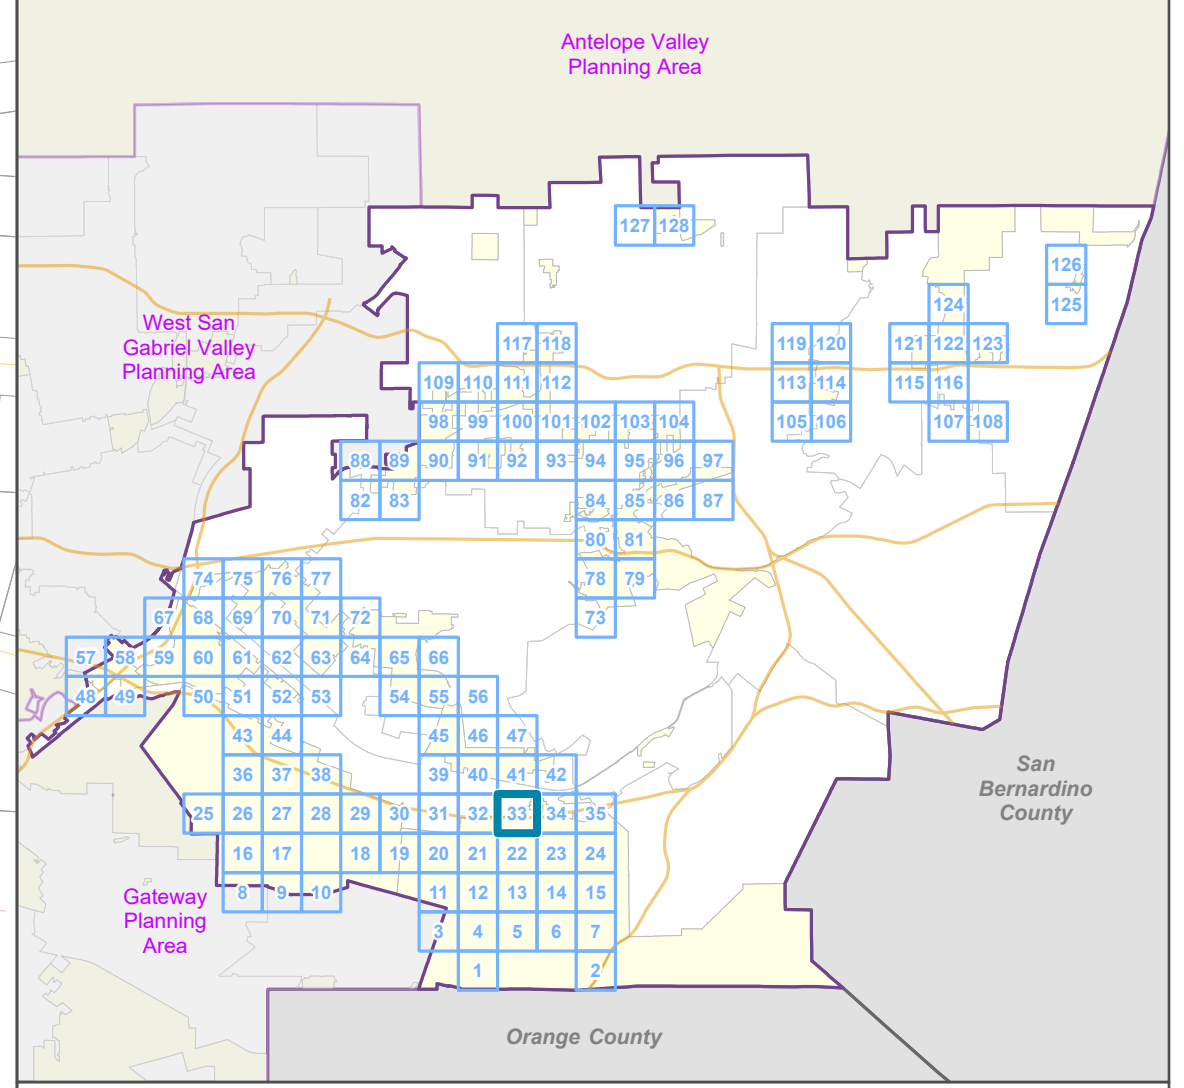 Antelope Valley
Planning Area
127 128
126
West San
Gabriel Valley
Planning Area
124 125
117 118 119 120 121 122 123
109 110 111 112 113 114 115 116
98 99 100 101 102 103 104 105 106 107 108
88 89 90 91 92 93 94 95 96 97
82 83 84 85 86 87
80 81
74 75 76 77 78 79
67 68 69 70 71 72 73
57 58 59 60 61 62 63 64 65 66
48 49 50 51 52 53 54 55 56
43 44 45 46 47
36 37 38 39 40 41 42
San
Bernardino
County
25 26 27 28 29 30 31 32 33 34 35
16 17 18 19 20 21 22 23 24
8 9 10 11 12 13 14 15
Gateway
Planning
Area
3 4 5 6 7
1 2
Orange County